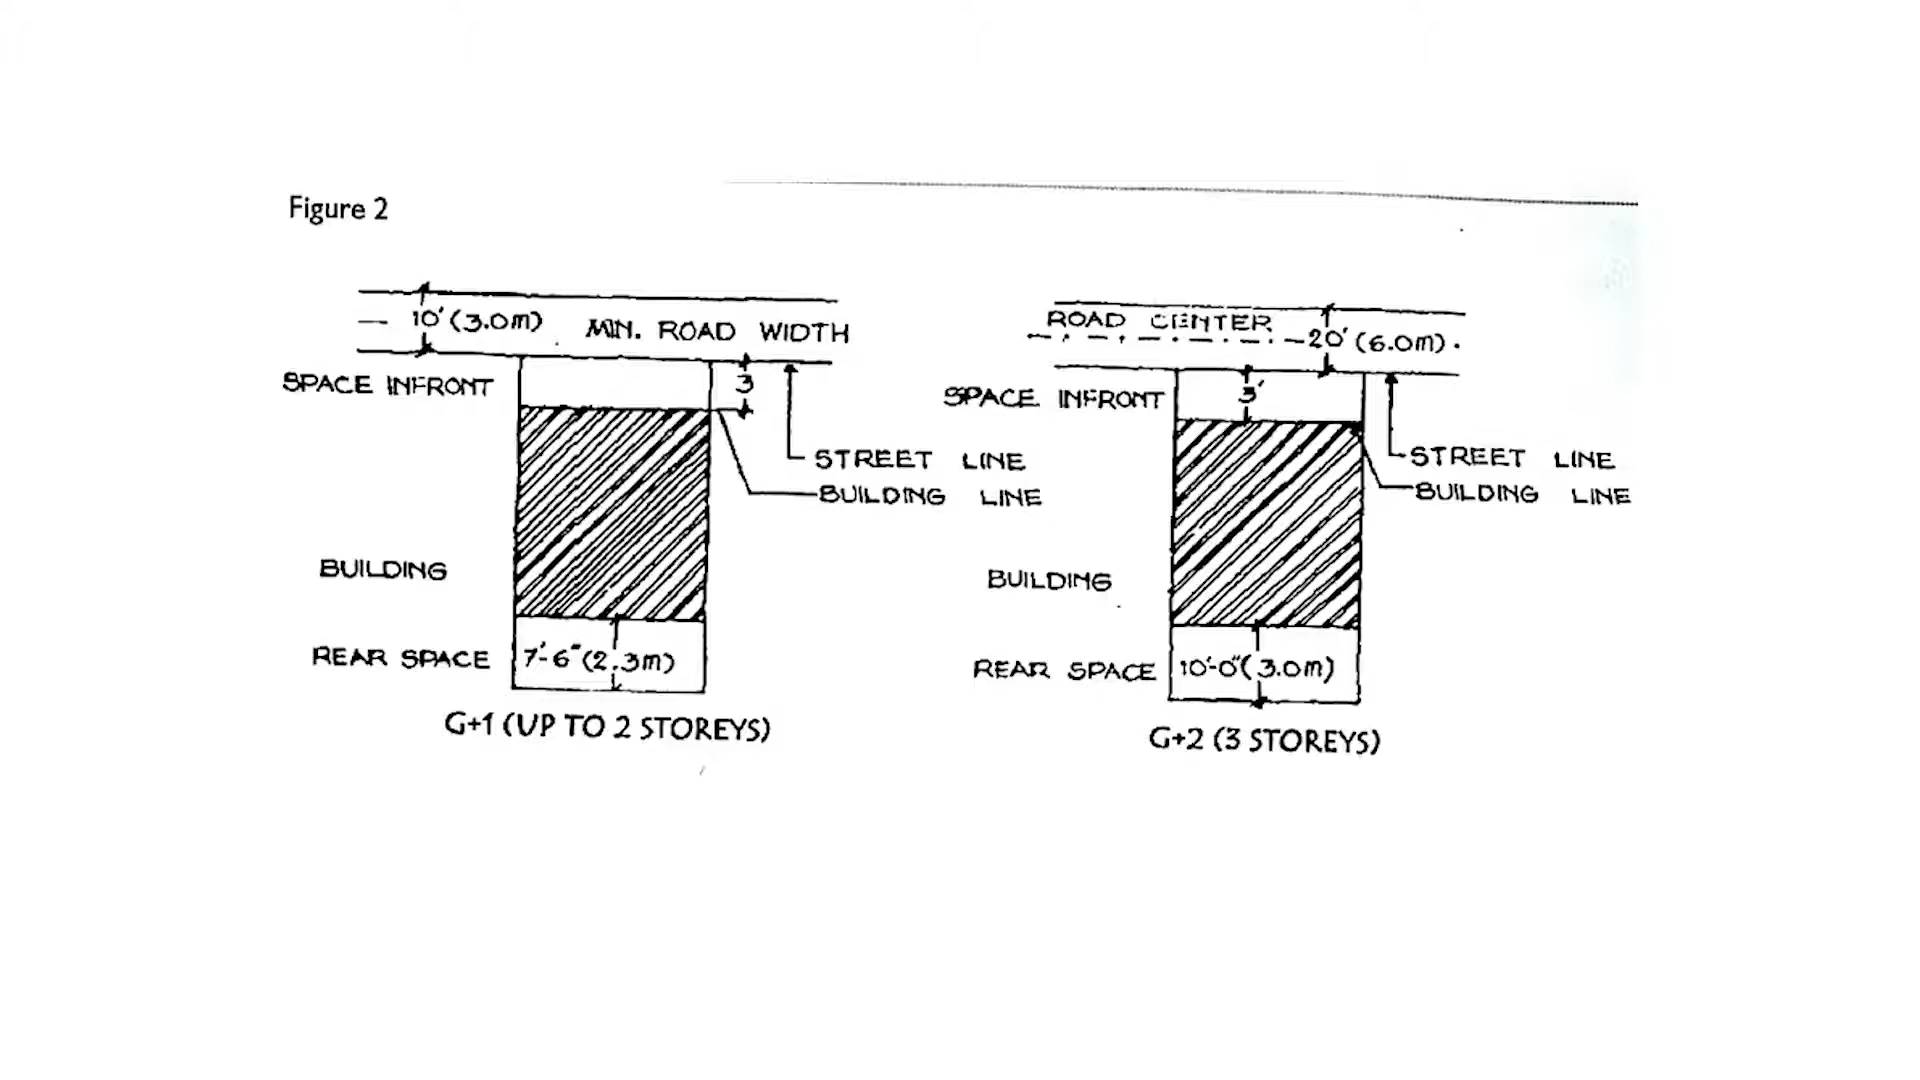 Figure 2
10' (3.0m) MIN. ROAD WIDTH
SPACE INFRONT
3
STREET LINE
BUILDING LINE
BUILDING
REAR SPACE
7'-6" (2.3m)
G+1 (UP TO 2 STOREYS)
ROAD CENTER
20' (6.0m)
SPACE INFRONT
3'
STREET LINE
BUILDING LINE
BUILDING
REAR SPACE
10'-0" (3.0m)
G+2 (3 STOREYS)